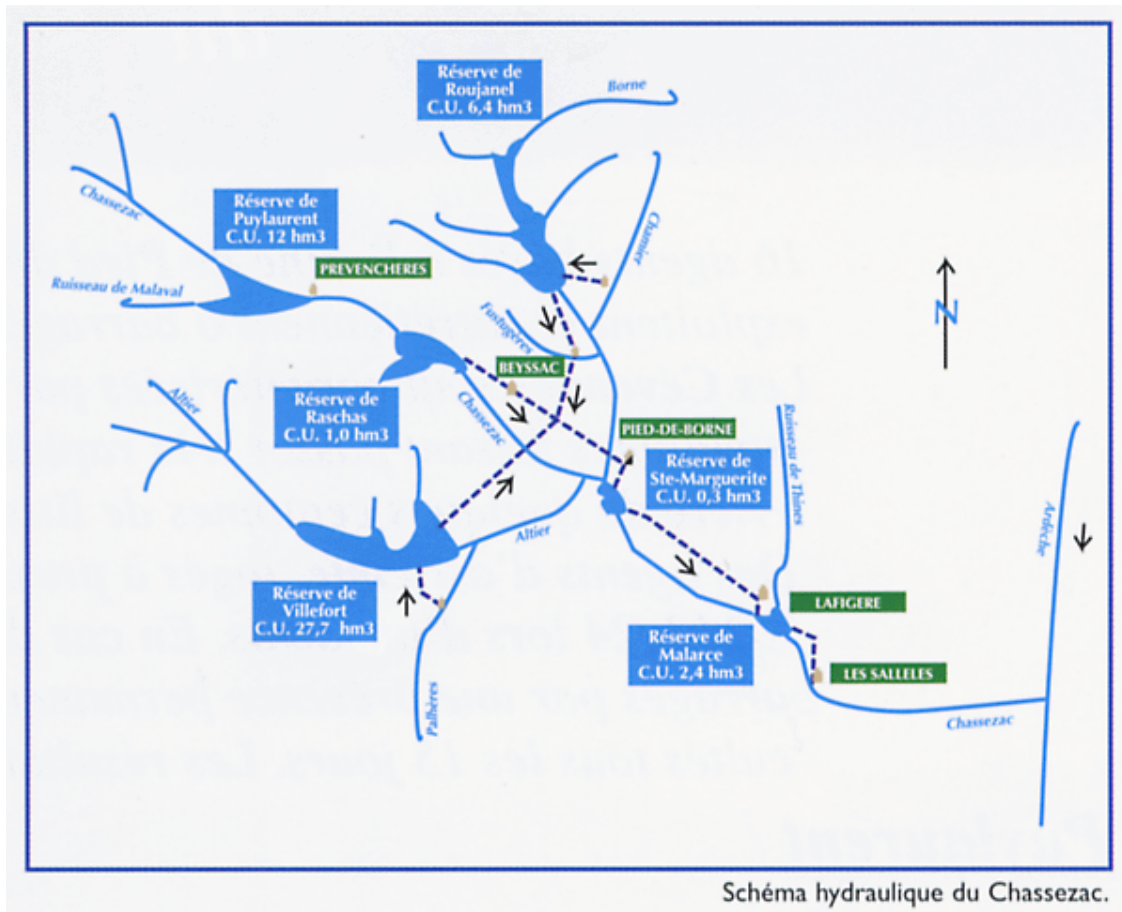 Réserve de
Roujanel
C.U. 6,4 hm3
Borne
Chassezac
Réserve de
Puylaurent
C.U. 12 hm3
Chamier
PREVENCHERES
Ruisseau de Malaval
Fustugères
BEYSSAC
N
Altier
Réserve de
Raschas
C.U. 1,0 hm3
Chassezac
PIED-DE-BORNE
Réserve de
Ste-Marguerite
C.U. 0,3 hm3
Ruisseau de Thines
Ardèche
Altier
Réserve de
Villefort
C.U. 27,7 hm3
LAFIGERE
Réserve de
Malarce
C.U. 2,4 hm3
LES SALLELES
Palhères
Chassezac
Schéma hydraulique du Chassezac.